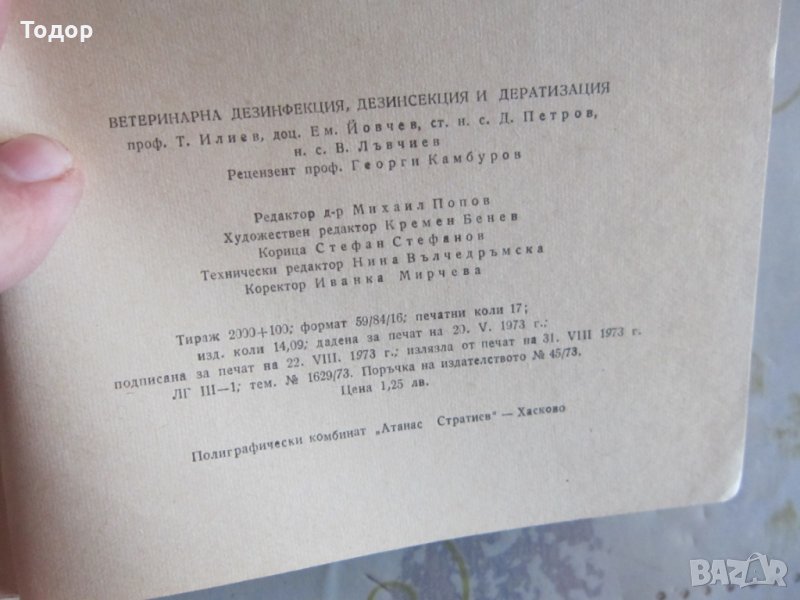 Тодор
ВЕТЕРИНАРНА ДЕЗИНФЕКЦИЯ, ДЕЗИНСЕКЦИЯ И ДЕРАТИЗАЦИЯ
проф. Т. Илиев, доц. Ем. Йовчев, ст. н. с. Д. Петров,
н. с. В. Лъвчиев
Рецензент проф. Георги Камбуров
Редактор д-р Михаил Попов
Художествен редактор Кремен Бенев
Корица Стефан Стефанов
Технически редактор Нина Вълчедръмска
Коректор Иванка Мирчева
Тираж 2000+100; формат 59/84/16; печатни коли 17;
изд. коли 14,09; дадена за печат на 20. V. 1973 г.;
подписана за печат на 22. VIII. 1973 г.; излязла от печат на 31. VIII 1973 г.
ЛГ III—1; тем. № 1629/73. Поръчка на издателството № 45/73.
Цена 1,25 лв.
Полиграфически комбинат „Атанас Стратиев" — Хасково
BAZAR